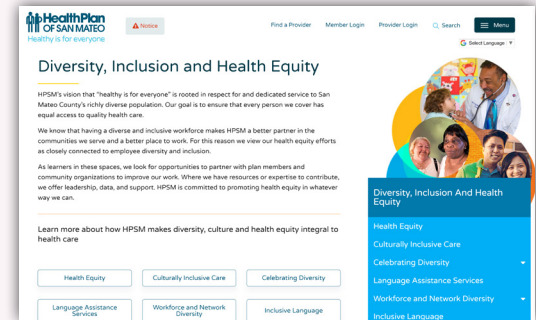 HealthPlan
OF SAN MATEO
Healthy is for everyone
Notice
Find a Provider Member Login Provider Login Search Menu
Select Language
Diversity, Inclusion and Health Equity
HPSM's vision that "healthy is for everyone" is rooted in respect for and dedicated service to San
Mateo County's richly diverse population. Our goal is to ensure that every person we cover has
equal access to quality health care.
We know that having a diverse and inclusive workforce makes HPSM a better partner in the
communities we serve and a better place to work. For this reason we view our health equity efforts
as closely connected to employee diversity and inclusion.
As learners in these spaces, we look for opportunities to partner with plan members and
community organizations to improve our work. Where we have resources or expertise to contribute,
we offer leadership, data, and support. HPSM is committed to promoting health equity in whatever
way we can.
Learn more about how HPSM makes diversity, culture and health equity integral to
health care
Health Equity Culturally Inclusive Care Celebrating Diversity
Language Assistance
Services
Workforce and Network
Diversity
Inclusive Language
Diversity, Inclusion And Health
Equity
Health Equity
Culturally Inclusive Care
Celebrating Diversity
Language Assistance Services
Workforce and Network Diversity
Inclusive Language